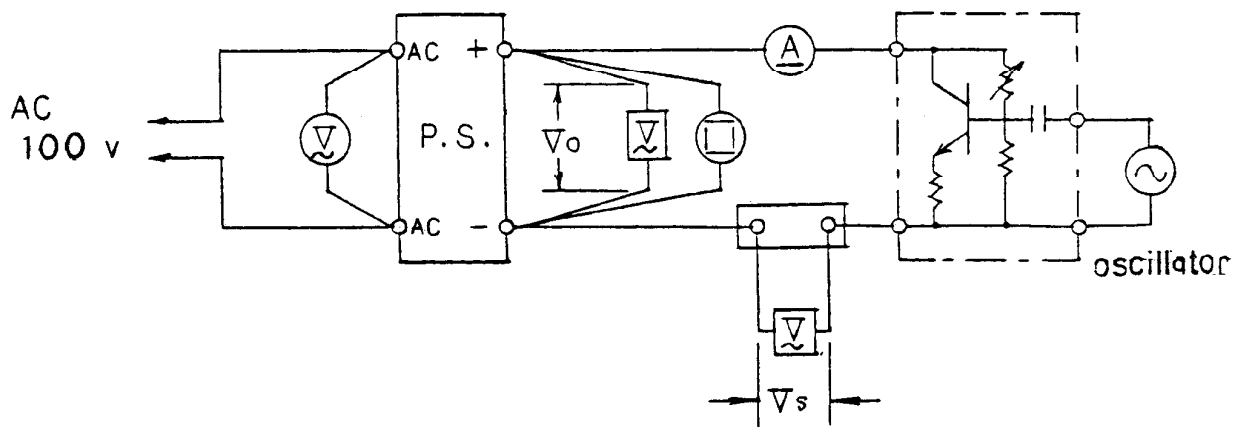 AC
100 v
V
AC +
P. S.
AC -
Vo
V
A
oscillator
V
Vs